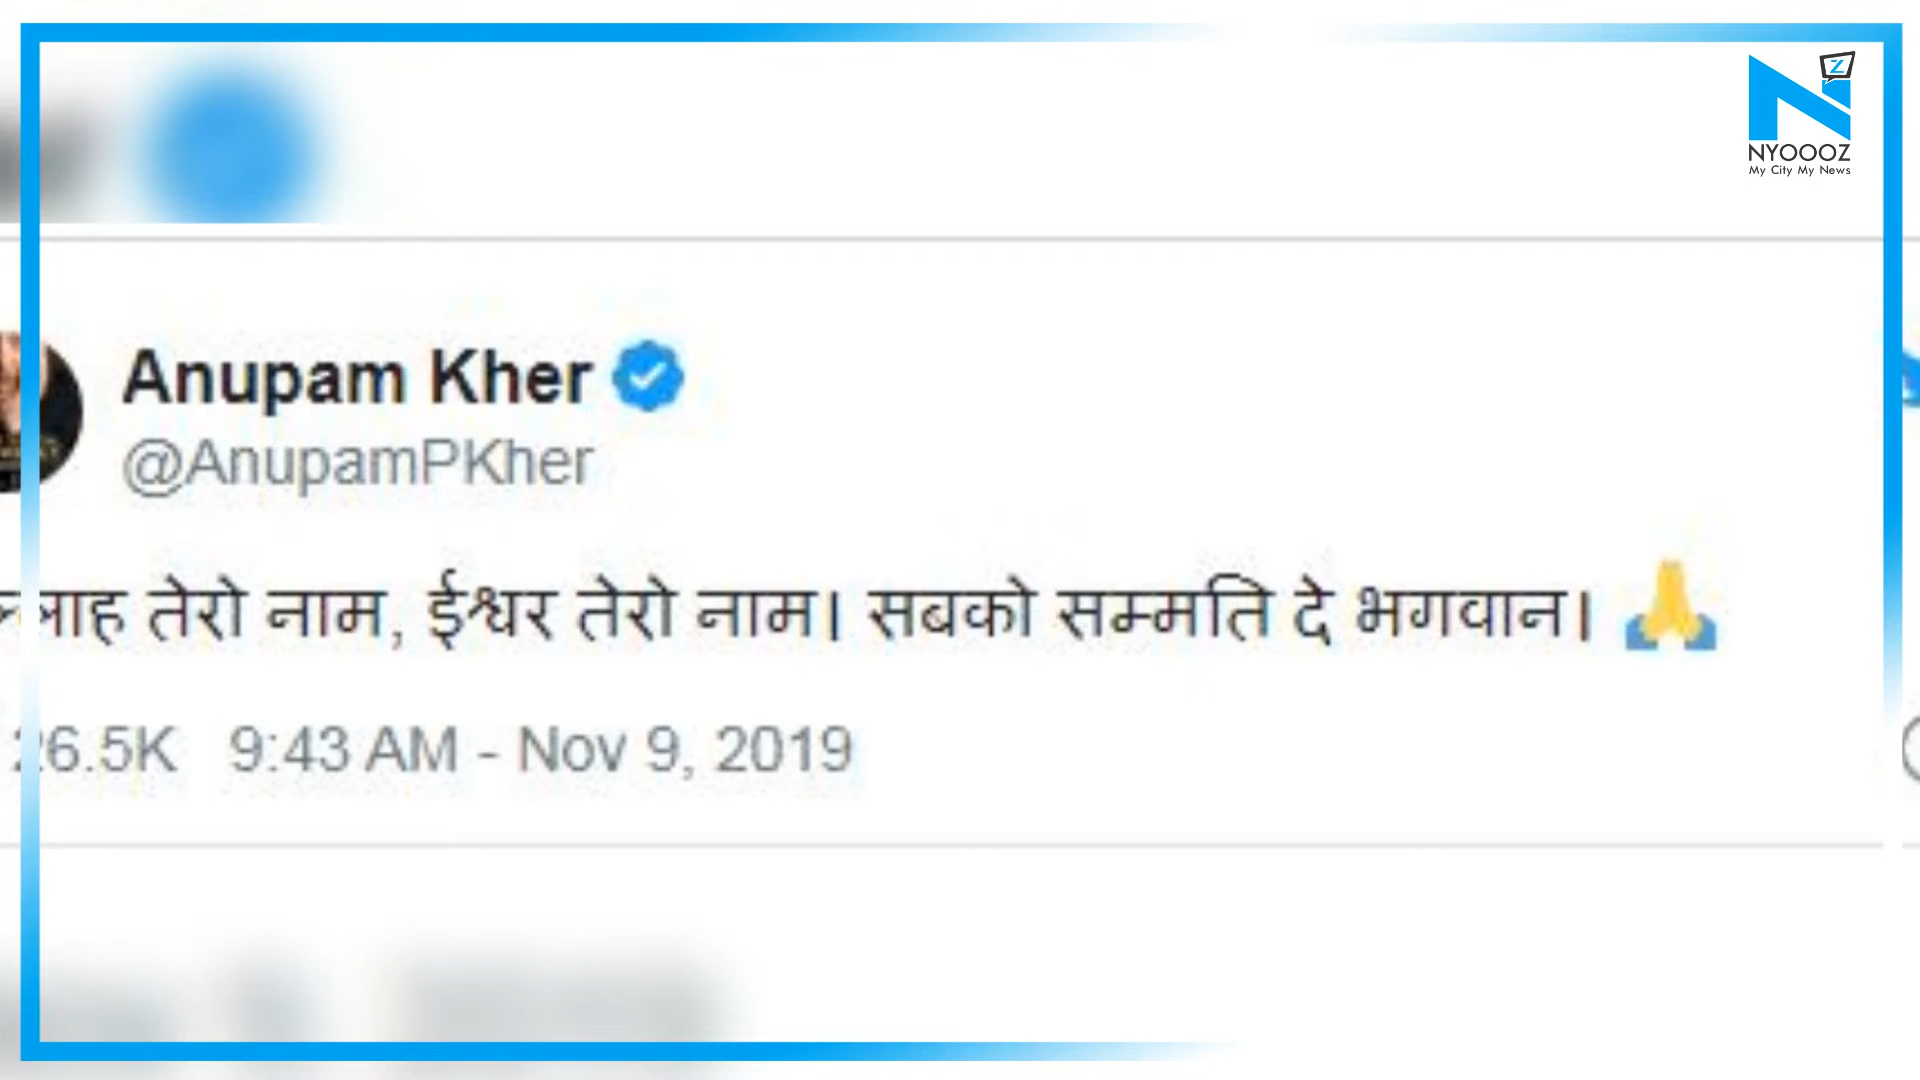 Z
NYOOOZ
My City My News
Anupam Kher
@AnupamPKher
ल्लाह तेरो नाम, ईश्वर तेरो नाम। सबको सम्मति दे भगवान। 🙏
26.5K 9:43 AM - Nov 9, 2019